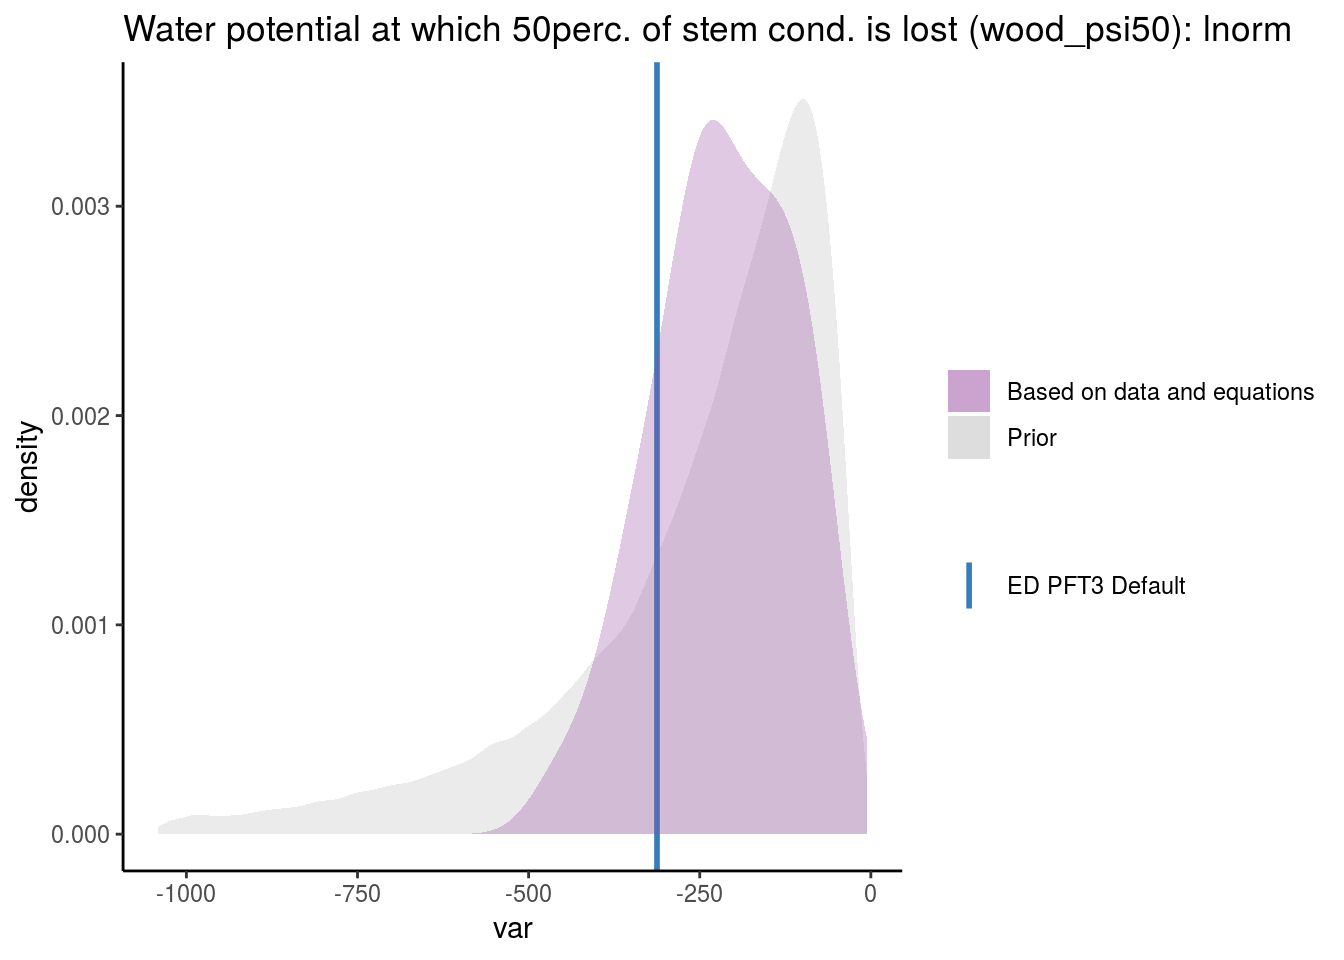 Water potential at which 50perc. of stem cond. is lost (wood_psi50): lnorm
density
0.003
0.002
0.001
0.000
-1000
-750
-500
-250
0
var
Based on data and equations
Prior
ED PFT3 Default